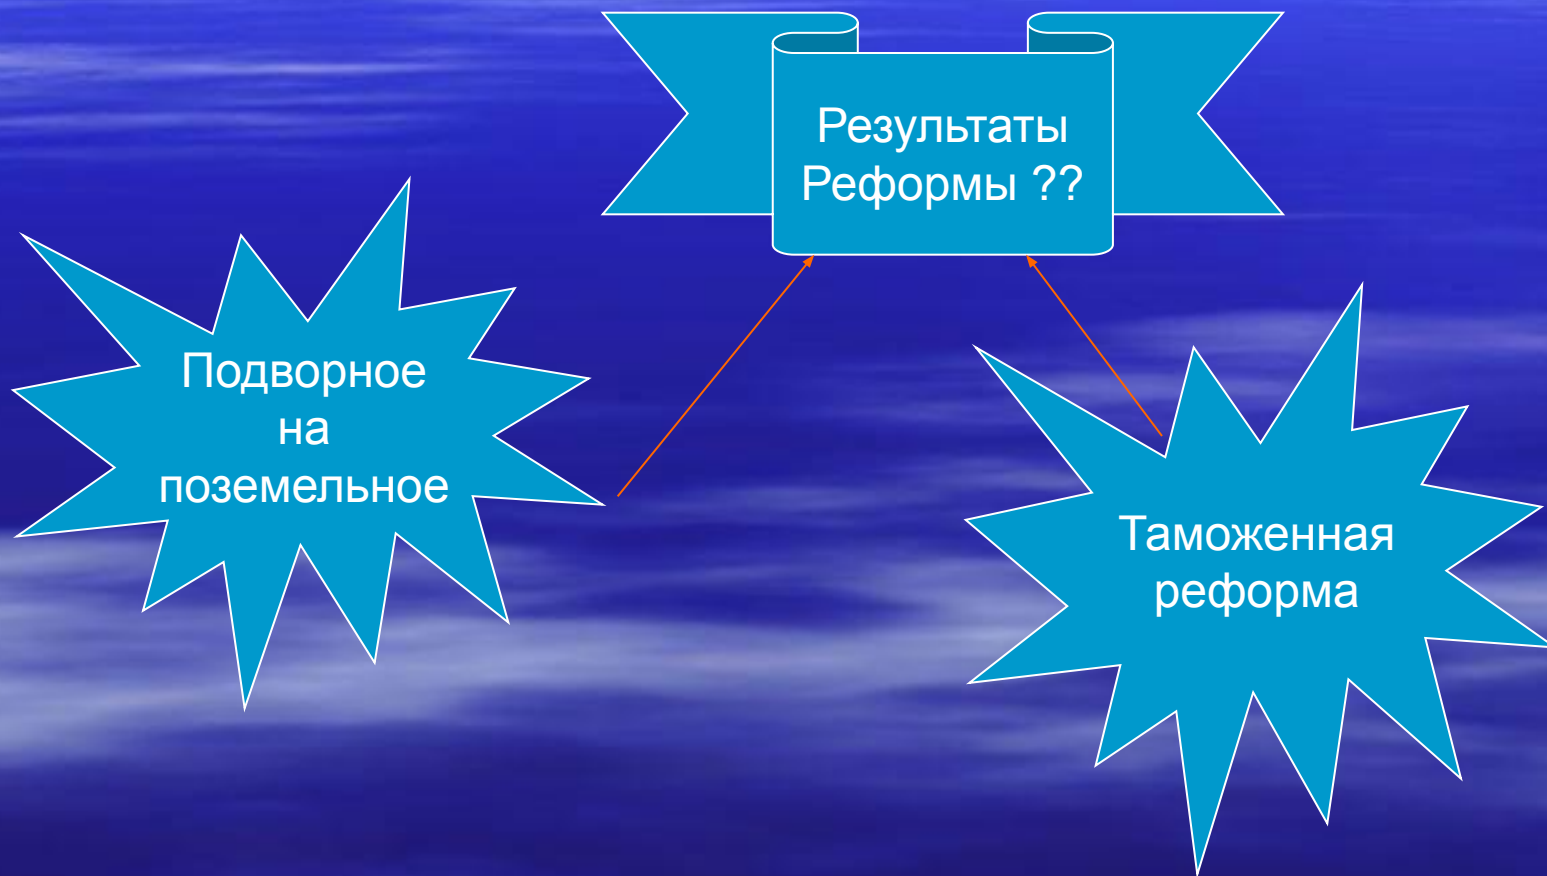 Результаты
Реформы ??
Подворное
на
поземельное
Таможенная
реформа